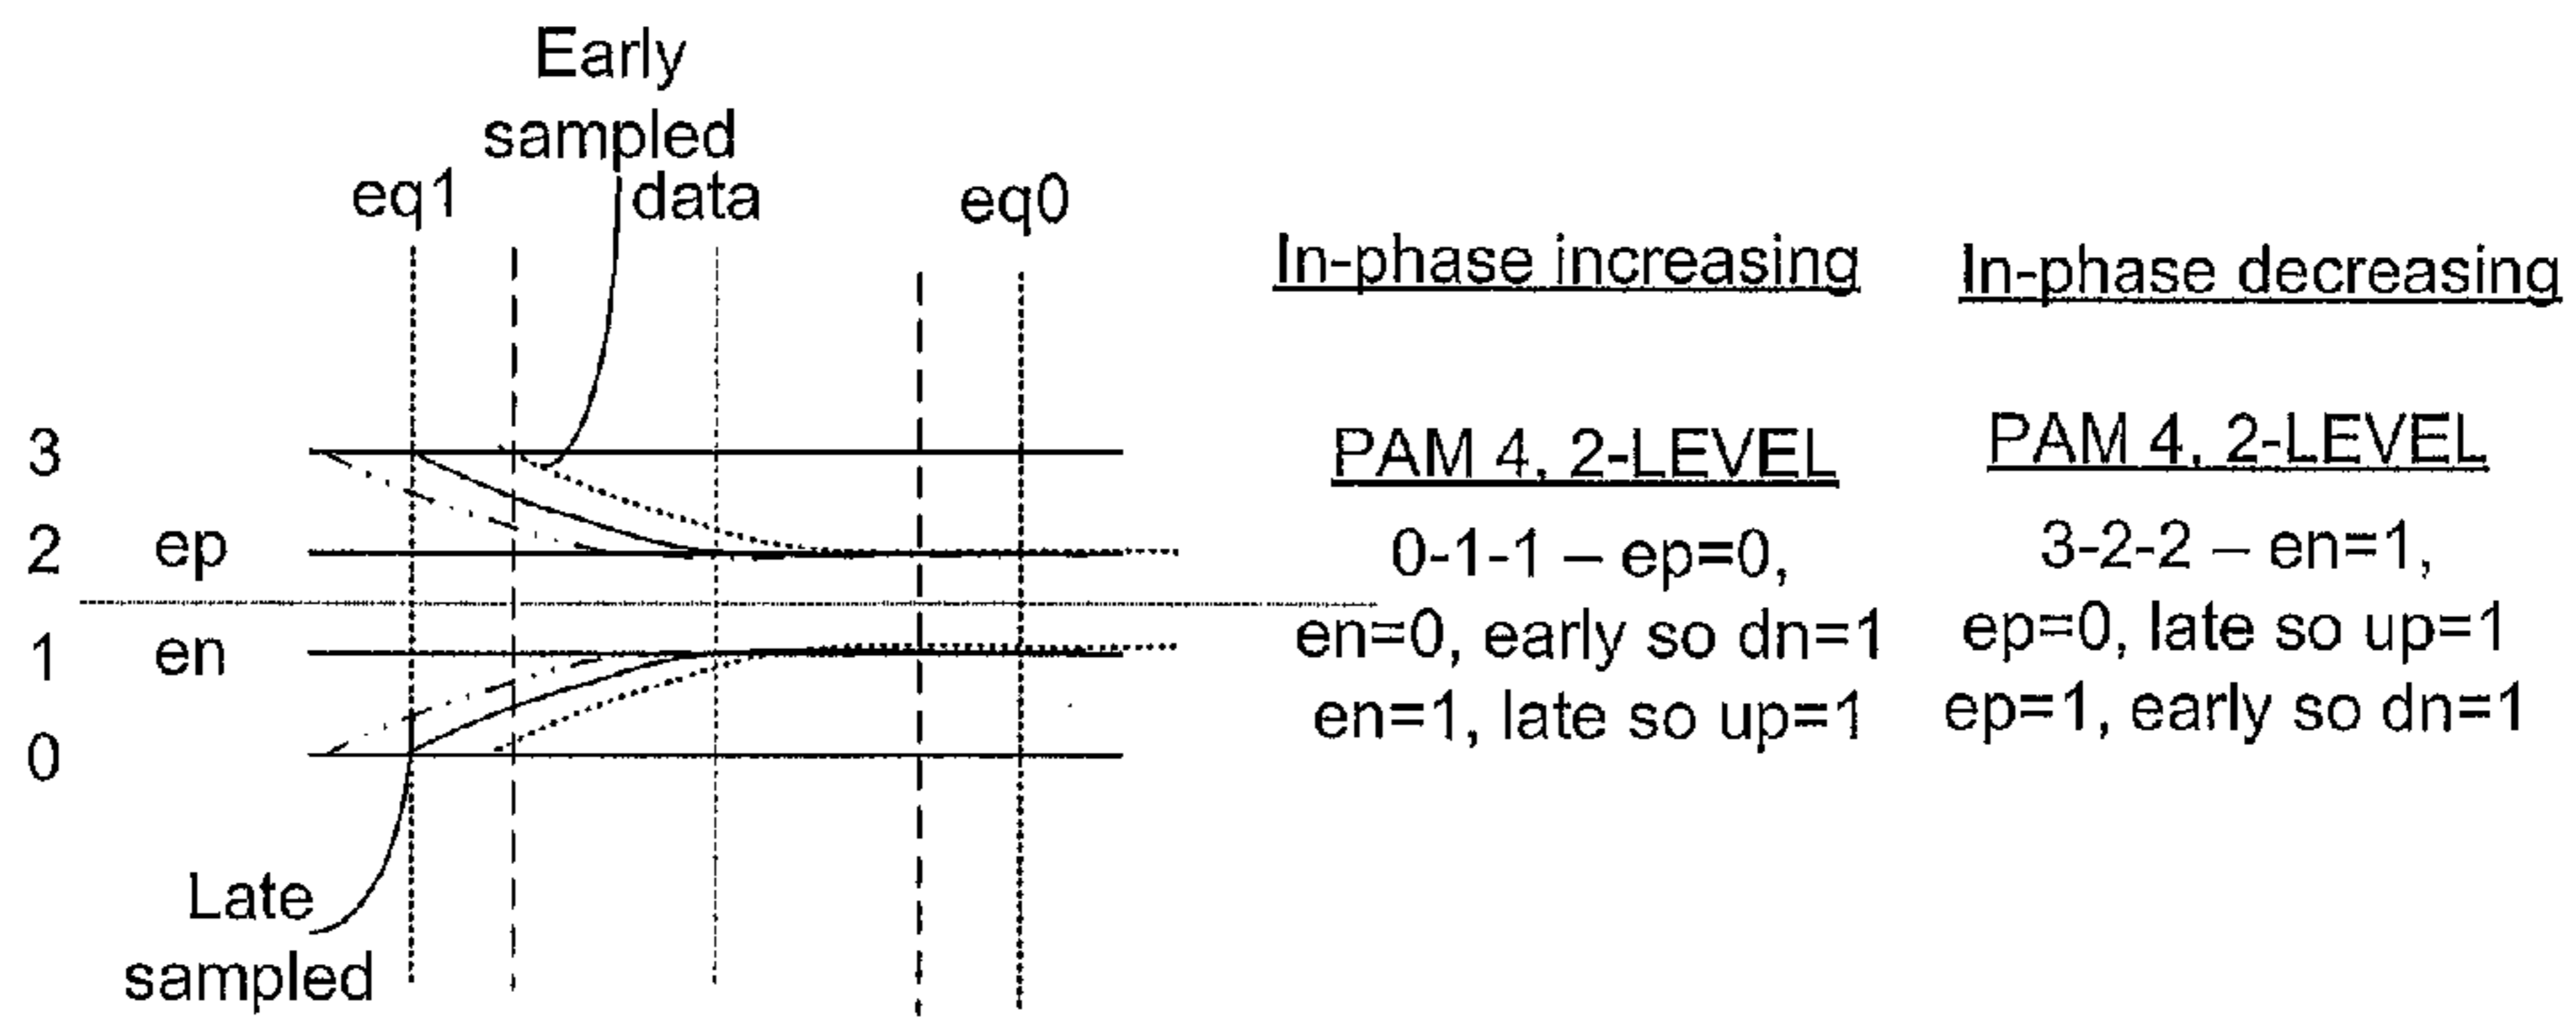 Early
sampled
eq1
data
eq0
3
2
ep
1
en
0
Late
sampled
In-phase increasing
PAM 4, 2-LEVEL
0-1-1 – ep=0,
en=0, early so dn=1
en=1, late so up=1
In-phase decreasing
PAM 4, 2-LEVEL
3-2-2 – en=1,
ep=0, late so up=1
ep=1, early so dn=1